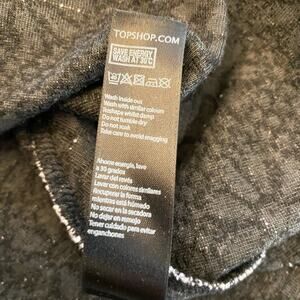 TOPSHOP.COM
SAVE ENERGY
WASH AT 30°C
Wash inside out
Wash with similar colours
Reshape whilst damp
Do not tumble dry
Do not soak
Take care to avoid snagging
Ahorre energía, lave
a 30 grados
Lavar del revés
Lavar con colores similares
Recuperar la forma
mientras está húmedo
No secar en la secadora
No dejar en remojo
Tener cuidado para evitar
enganchones